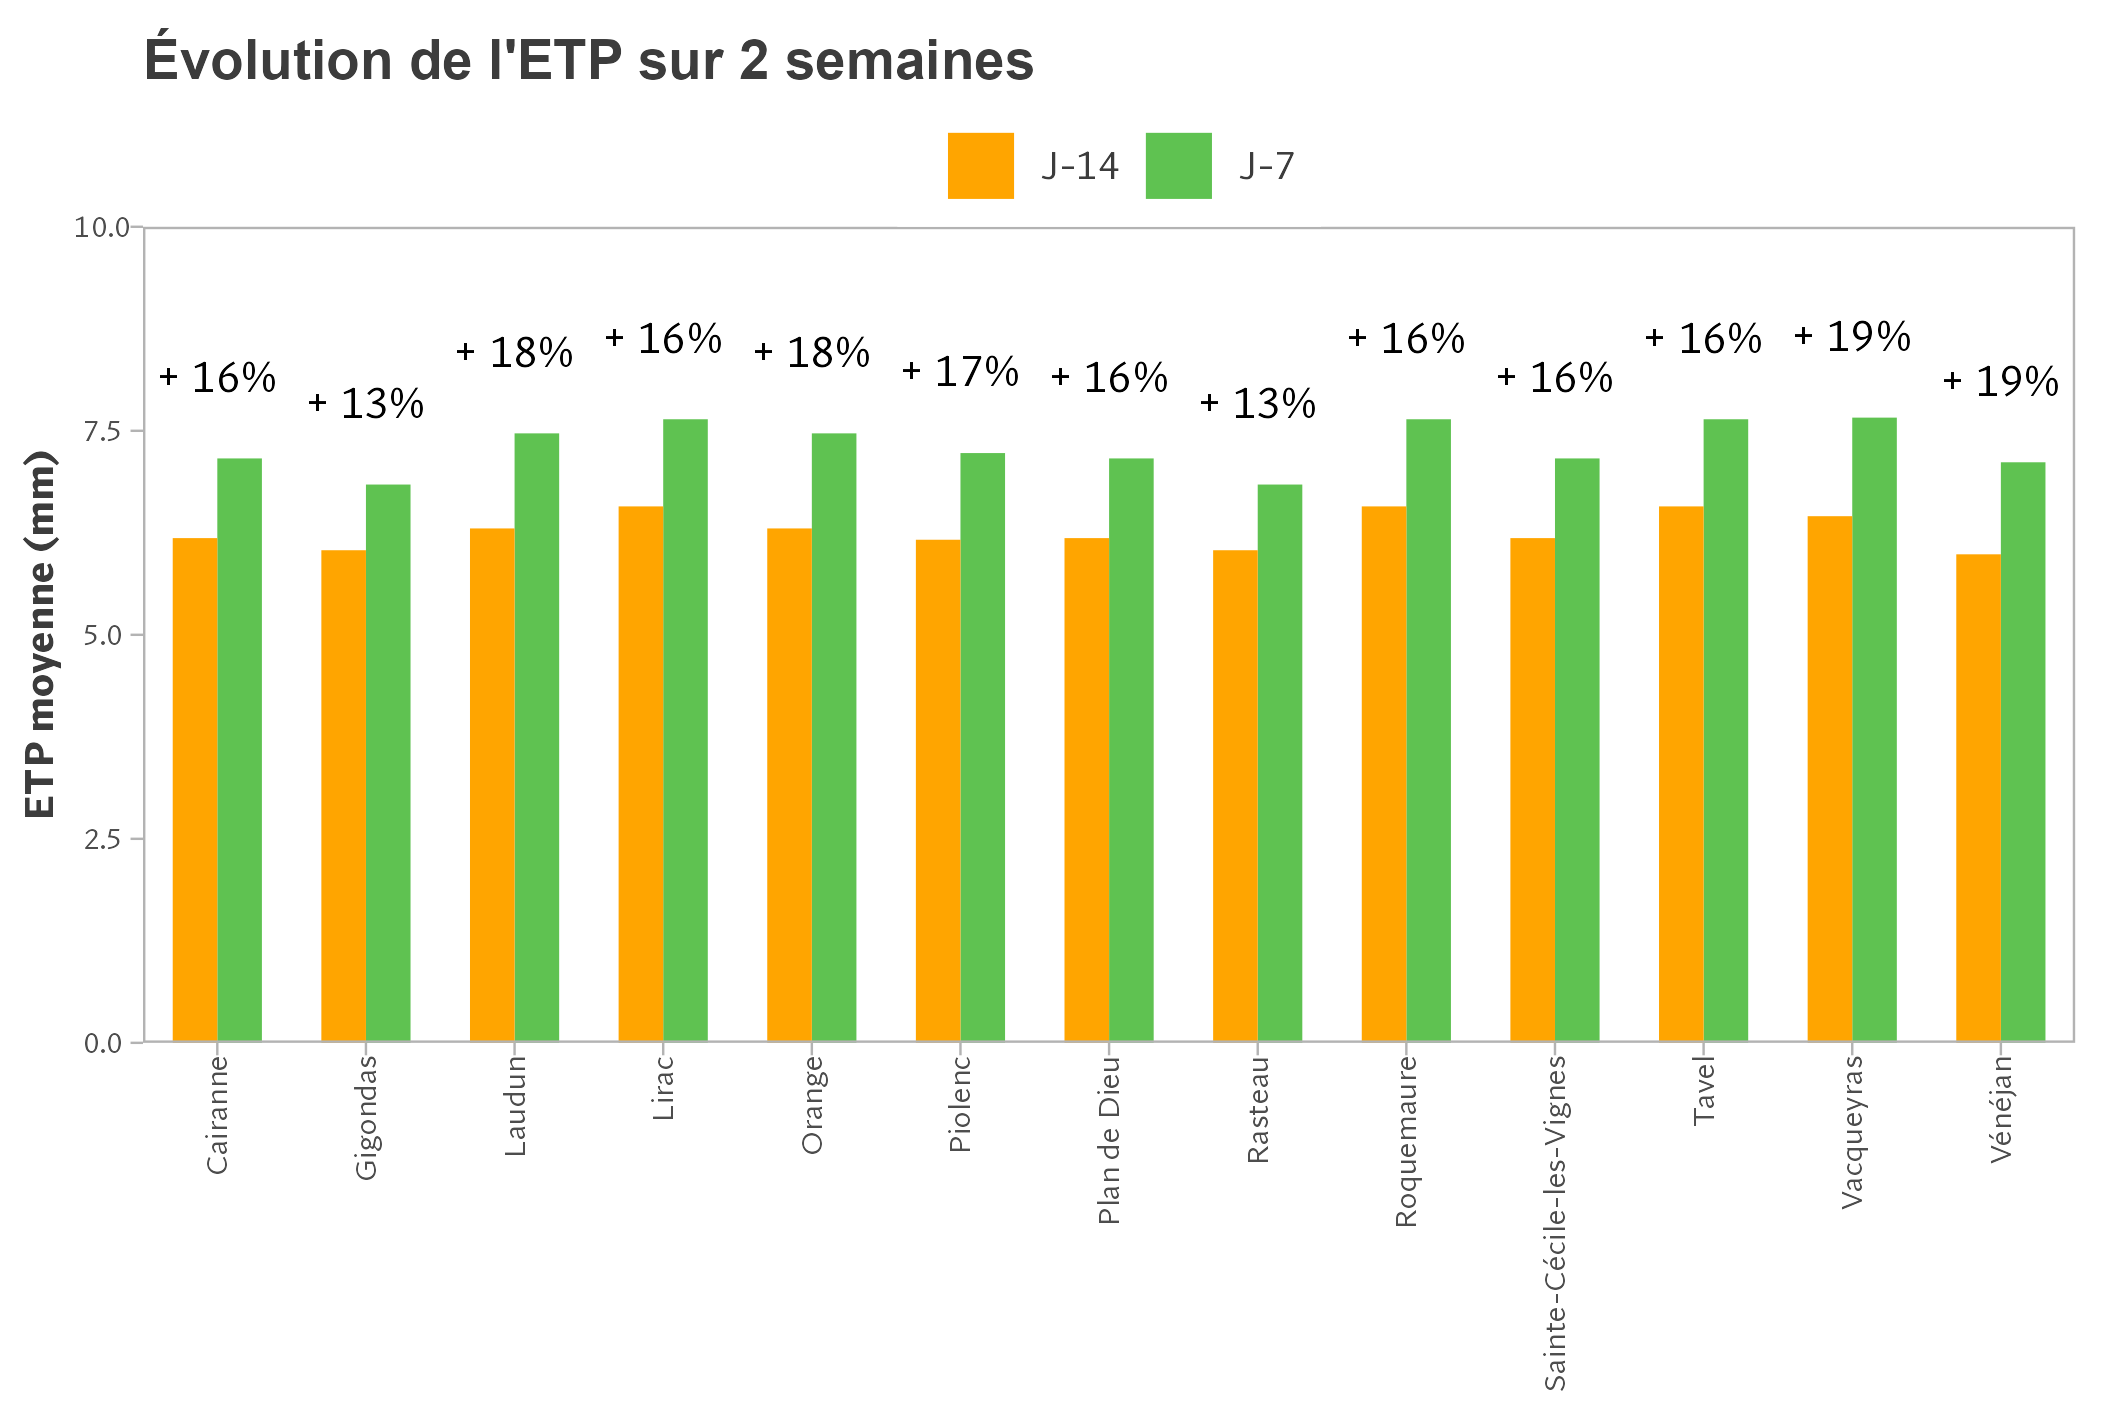 Évolution de l'ETP sur 2 semaines
J-14 J-7
ETP moyenne (mm)
10.0
7.5
5.0
2.5
0.0
+ 16%
+ 13%
+ 18%
+ 16%
+ 18%
+ 17%
+ 16%
+ 13%
+ 16%
+ 16%
+ 16%
+ 19%
+ 19%
Cairanne
Gigondas
Laudun
Lirac
Orange
Piolenc
Plan de Dieu
Rasteau
Roquemaure
Sainte-Cécile-les-Vignes
Tavel
Vacqueyras
Vénéjan